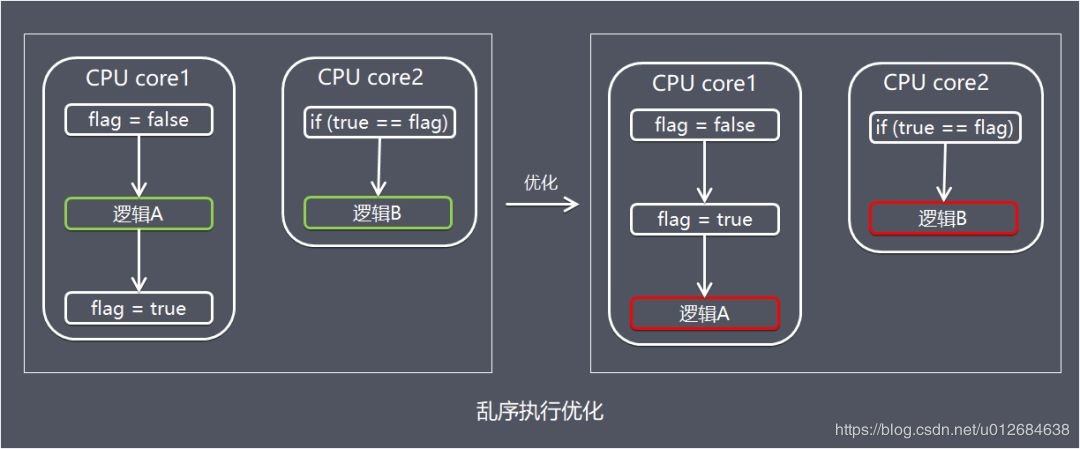 CPU core1
flag = false
逻辑A
flag = true
CPU core2
if (true == flag)
逻辑B
优化
CPU core1
flag = false
flag = true
逻辑A
CPU core2
if (true == flag)
逻辑B
乱序执行优化
https://blog.csdn.net/u012684638